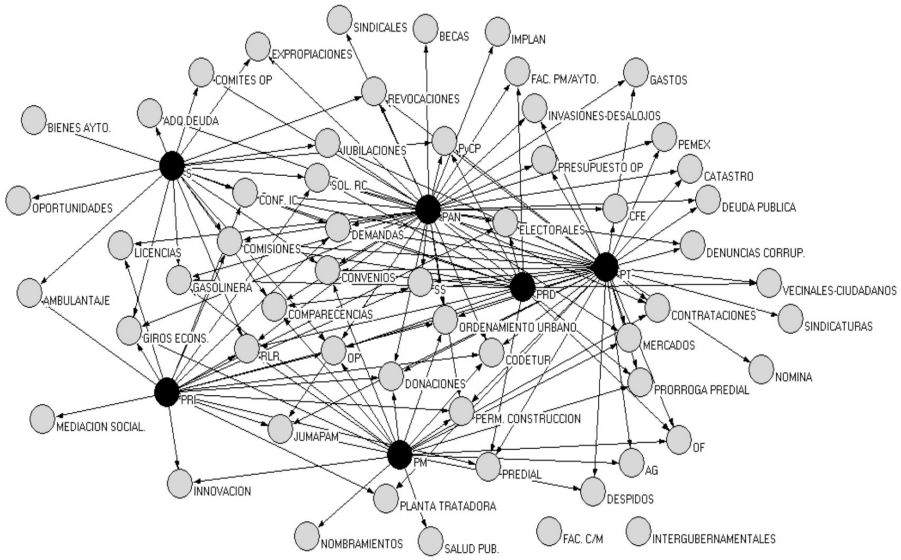 SINDICALES
BECAS
IMPLAN
EXPROPIACIONES
COMITES OP
FAC. PM/AYTO.
GASTOS
REVOCACIONES
ADQ.DEUDA
INVASIONES-DESALOJOS
BIENES AYTO.
JUBILACIONES
PyCP
PEMEX
PRESUPUESTO OP
S
SOL. RC
CATASTRO
CONF. IC
OPORTUNIDADES
PAN
CFE.
DEUDA PUBLICA
DEMANDAS
ELECTORALES
LICENCIAS
COMISIONES
DENUNCIAS CORRUP.
CONVENIOS
PT
GASOLINERA
SS
PRD
VECINALES-CIUDADANOS
AMBULANTAJE
COMPARECENCIAS
CONTRATACIONES
SINDICATURAS
GIROS ECONS.
ORDENAMIENTO URBANO
MERCADOS
RLR
OP
CODETUR
NOMINA
DONACIONES
PRORROGA PREDIAL
PRI
MEDIACION SOCIAL.
PERM. CONSTRUCCION
JUMAPAM
OF
PM
PREDIAL
AG
INNOVACION
PLANTA TRATADORA
DESPIDOS
NOMBRAMIENTOS
SALUD PUB.
FAC. C/M
INTERGUBERNAMENTALES